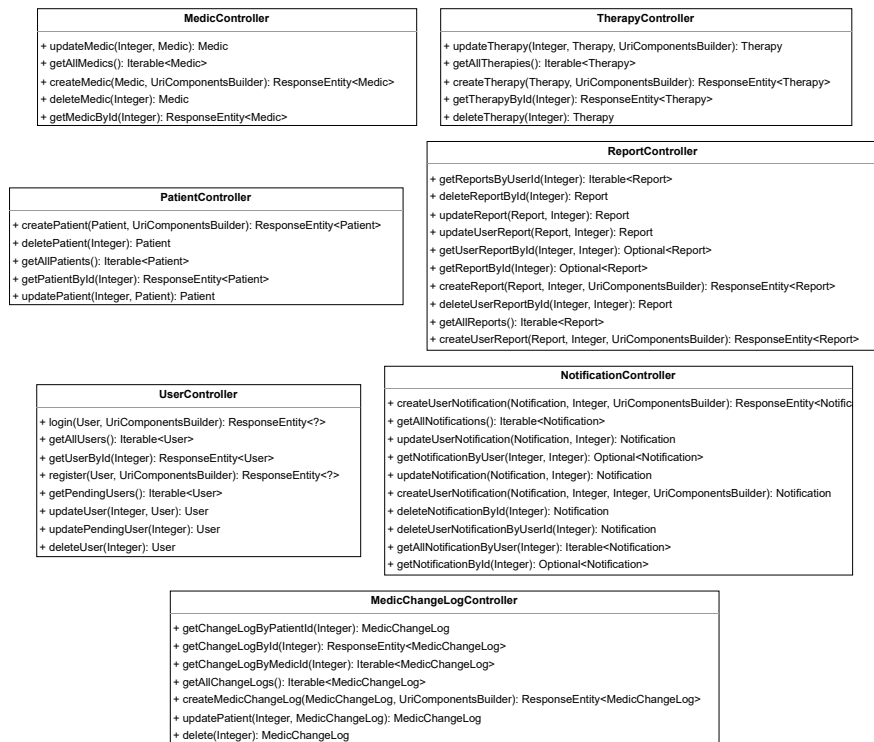 MedicController
+ updateMedic(Integer, Medic): Medic
+ getAllMedics(): Iterable<Medic>
+ createMedic(Medic, UriComponentsBuilder): ResponseEntity<Medic>
+ deleteMedic(Integer): Medic
+ getMedicById(Integer): ResponseEntity<Medic>
TherapyController
+ updateTherapy(Integer, Therapy, UriComponentsBuilder): Therapy
+ getAllTherapies(): Iterable<Therapy>
+ createTherapy(Therapy, UriComponentsBuilder): ResponseEntity<Therapy>
+ getTherapyById(Integer): ResponseEntity<Therapy>
+ deleteTherapy(Integer): Therapy
PatientController
+ createPatient(Patient, UriComponentsBuilder): ResponseEntity<Patient>
+ deletePatient(Integer): Patient
+ getAllPatients(): Iterable<Patient>
+ getPatientById(Integer): ResponseEntity<Patient>
+ updatePatient(Integer, Patient): Patient
ReportController
+ getReportsByUserId(Integer): Iterable<Report>
+ deleteReportById(Integer): Report
+ updateReport(Report, Integer): Report
+ updateUserReport(Report, Integer): Report
+ getUserReportById(Integer, Integer): Optional<Report>
+ getReportById(Integer): Optional<Report>
+ createReport(Report, Integer, UriComponentsBuilder): ResponseEntity<Report>
+ deleteUserReportById(Integer, Integer): Report
+ getAllReports(): Iterable<Report>
+ createUserReport(Report, Integer, UriComponentsBuilder): ResponseEntity<Report>
UserController
+ login(User, UriComponentsBuilder): ResponseEntity<?>
+ getAllUsers(): Iterable<User>
+ getUserById(Integer): ResponseEntity<User>
+ register(User, UriComponentsBuilder): ResponseEntity<?>
+ getPendingUsers(): Iterable<User>
+ updateUser(Integer, User): User
+ updatePendingUser(Integer): User
+ deleteUser(Integer): User
NotificationController
+ createUserNotification(Notification, Integer, UriComponentsBuilder): ResponseEntity<Notific
+ getAllNotifications(): Iterable<Notification>
+ updateUserNotification(Notification, Integer): Notification
+ getNotificationByUser(Integer, Integer): Optional<Notification>
+ updateNotification(Notification, Integer): Notification
+ createUserNotification(Notification, Integer, Integer, UriComponentsBuilder): Notification
+ deleteNotificationById(Integer): Notification
+ deleteUserNotificationByUserId(Integer): Notification
+ getAllNotificationByUser(Integer): Iterable<Notification>
+ getNotificationById(Integer): Optional<Notification>
MedicChangeLogController
+ getChangeLogByPatientId(Integer): MedicChangeLog
+ getChangeLogById(Integer): ResponseEntity<MedicChangeLog>
+ getChangeLogByMedicId(Integer): Iterable<MedicChangeLog>
+ getAllChangeLogs(): Iterable<MedicChangeLog>
+ createMedicChangeLog(MedicChangeLog, UriComponentsBuilder): ResponseEntity<MedicChangeLog>
+ updatePatient(Integer, MedicChangeLog): MedicChangeLog
+ delete(Integer): MedicChangeLog